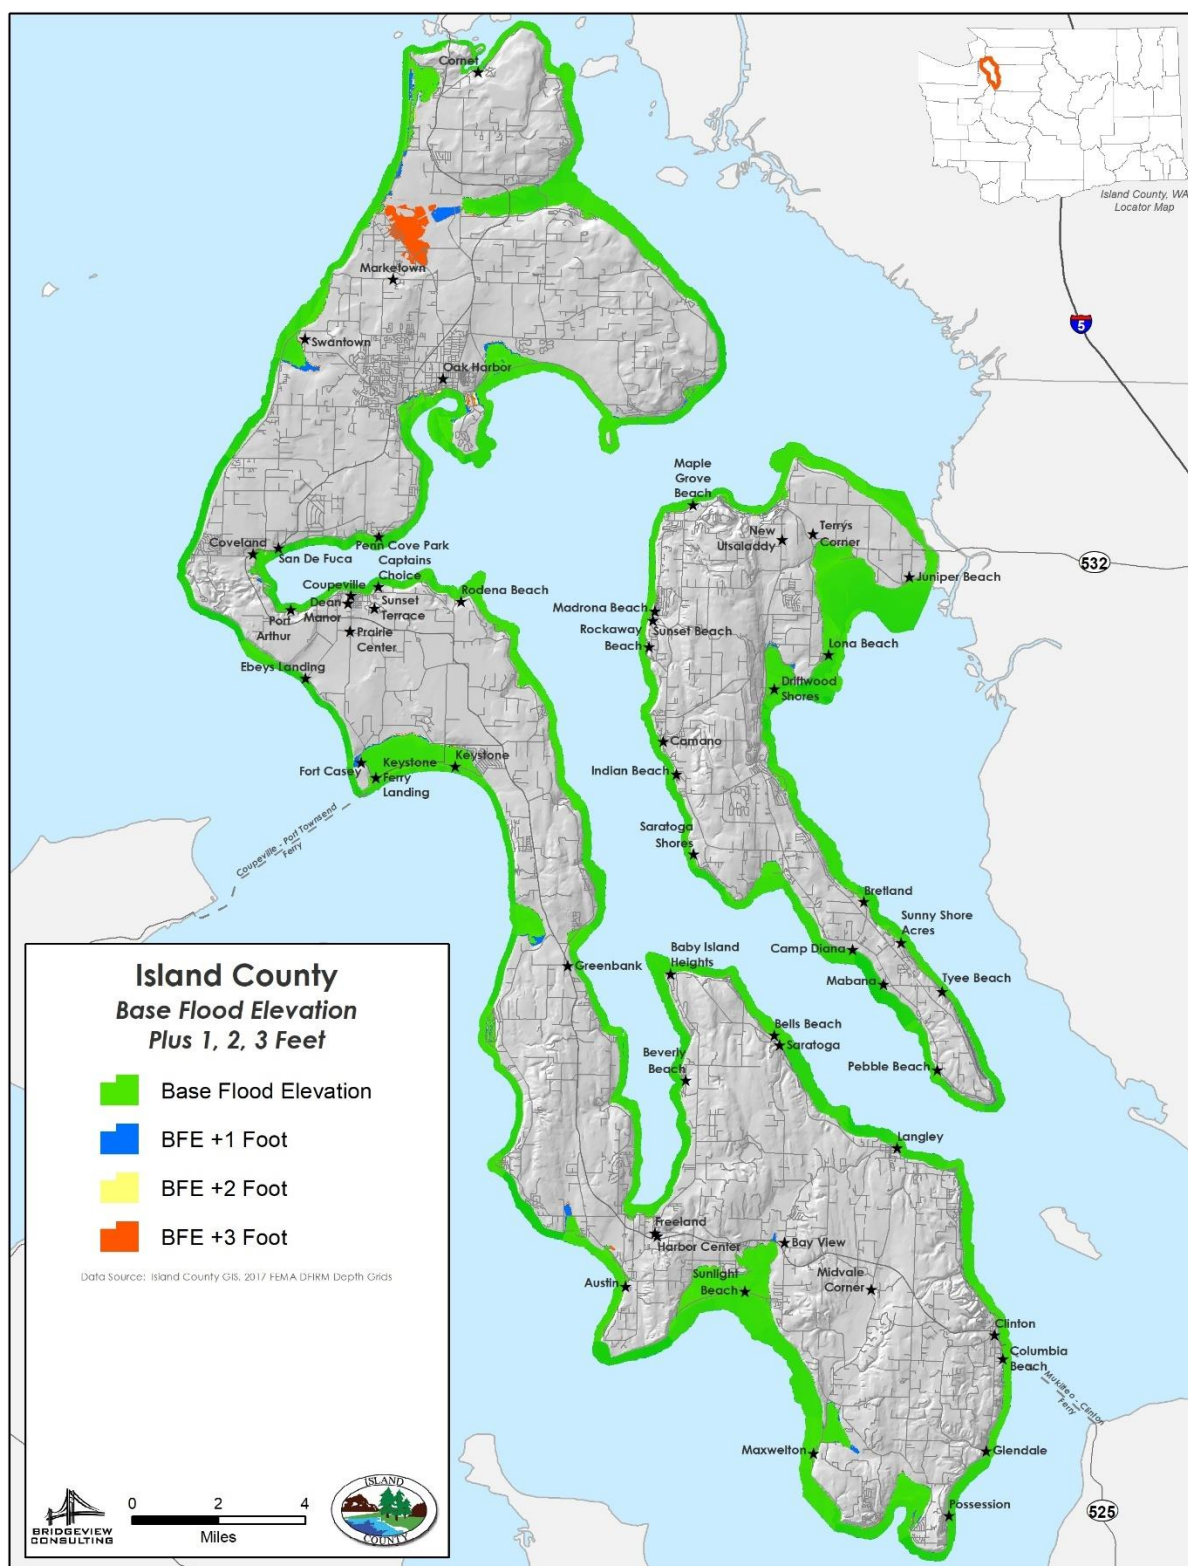 Cornet
Island County, WA
Locator Map
Marketown
5
Swantown
Oak Harbor
Maple
Grove
Beach
New
Utsaladdy
Terrys
Corner
532
Coveland
San De Fuca
Penn Cove Park
Captains
Choice
Juniper Beach
Coupeville
Rodena Beach
Dean
Manor
Sunset
Terrace
Port
Arthur
Prairie
Center
Madrona Beach
Sunset Beach
Rockaway
Beach
Lona Beach
Ebeys Landing
Driftwood
Shores
Camano
Fort Casey
Keystone
Ferry
Landing
Keystone
Indian Beach
Coupeville - Port Townsend
Ferry
Saratoga
Shores
Bretland
Sunny Shore
Acres
Camp Diana
Baby Island
Heights
Greenbank
Mabana
Tyee Beach
Bells Beach
Saratoga
Beverly
Beach
Pebble Beach
Langley
Freeland
Harbor Center
Bay View
Austin
Sunlight
Beach
Midvale
Corner
Clinton
Columbia
Beach
Mukilteo - Clinton
Ferry
Maxwelton
Glendale
Possession
525
Island County
Base Flood Elevation
Plus 1, 2, 3 Feet
Base Flood Elevation
BFE +1 Foot
BFE +2 Foot
BFE +3 Foot
Data Source: Island County GIS, 2017 FEMA DFIRM Depth Grids
BRIDGEVIEW
CONSULTING
0 2 4
Miles
ISLAND
COUNTY